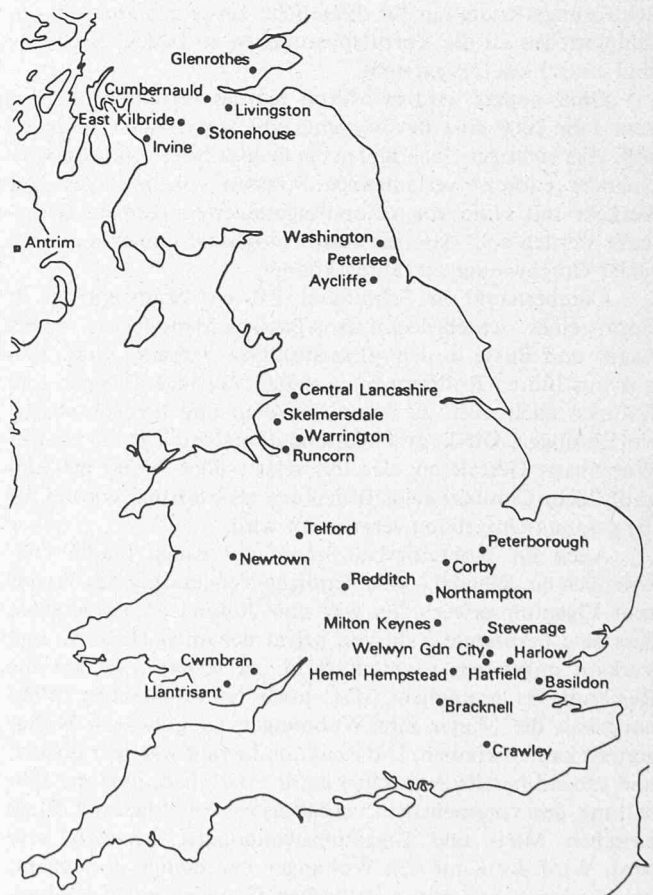 Glenrothes
Cumbernauld
Livingston
East Kilbride
Stonehouse
Irvine
Antrim
Washington
Peterlee
Aycliffe
Central Lancashire
Skelmersdale
Warrington
Runcorn
Telford
Peterborough
Newtown
Corby
Redditch
Northampton
Milton Keynes
Stevenage
Welwyn Gdn City
Harlow
Cwmbran
Hemel Hempstead
Hatfield
Basildon
Llantrisant
Bracknell
Crawley